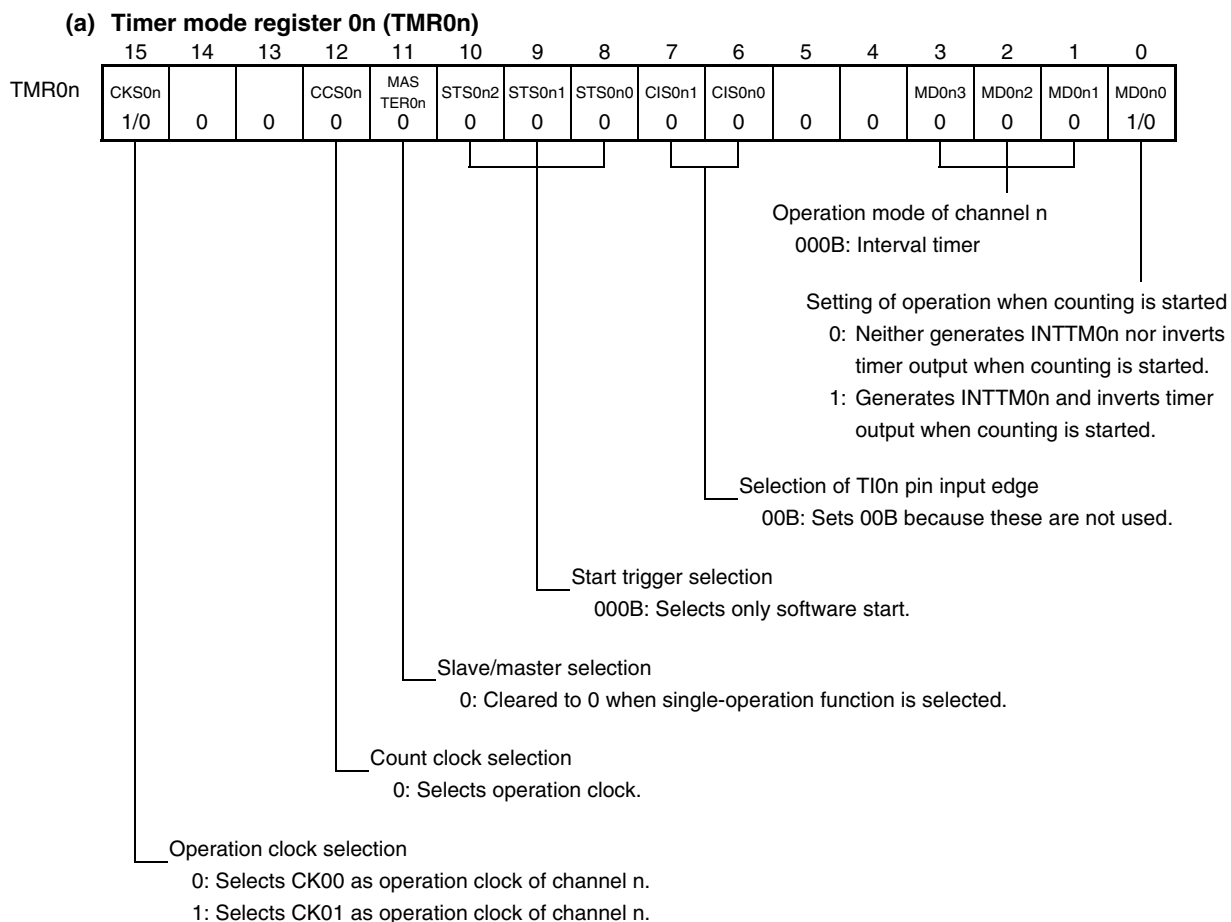 (a) Timer mode register 0n (TMR0n)
15 14 13 12 11 10 9 8 7 6 5 4 3 2 1 0
TMR0n CKS0n CCS0n MAS TER0n STS0n2 STS0n1 STS0n0 CIS0n1 CIS0n0 MD0n3 MD0n2 MD0n1 MD0n0
1/0 0 0 0 0 0 0 0 0 0 0 0 0 0 0 1/0
Operation mode of channel n
000B: Interval timer
Setting of operation when counting is started
0: Neither generates INTTM0n nor inverts
timer output when counting is started.
1: Generates INTTM0n and inverts timer
output when counting is started.
Selection of TI0n pin input edge
00B: Sets 00B because these are not used.
Start trigger selection
000B: Selects only software start.
Slave/master selection
0: Cleared to 0 when single-operation function is selected.
Count clock selection
0: Selects operation clock.
Operation clock selection
0: Selects CK00 as operation clock of channel n.
1: Selects CK01 as operation clock of channel n.